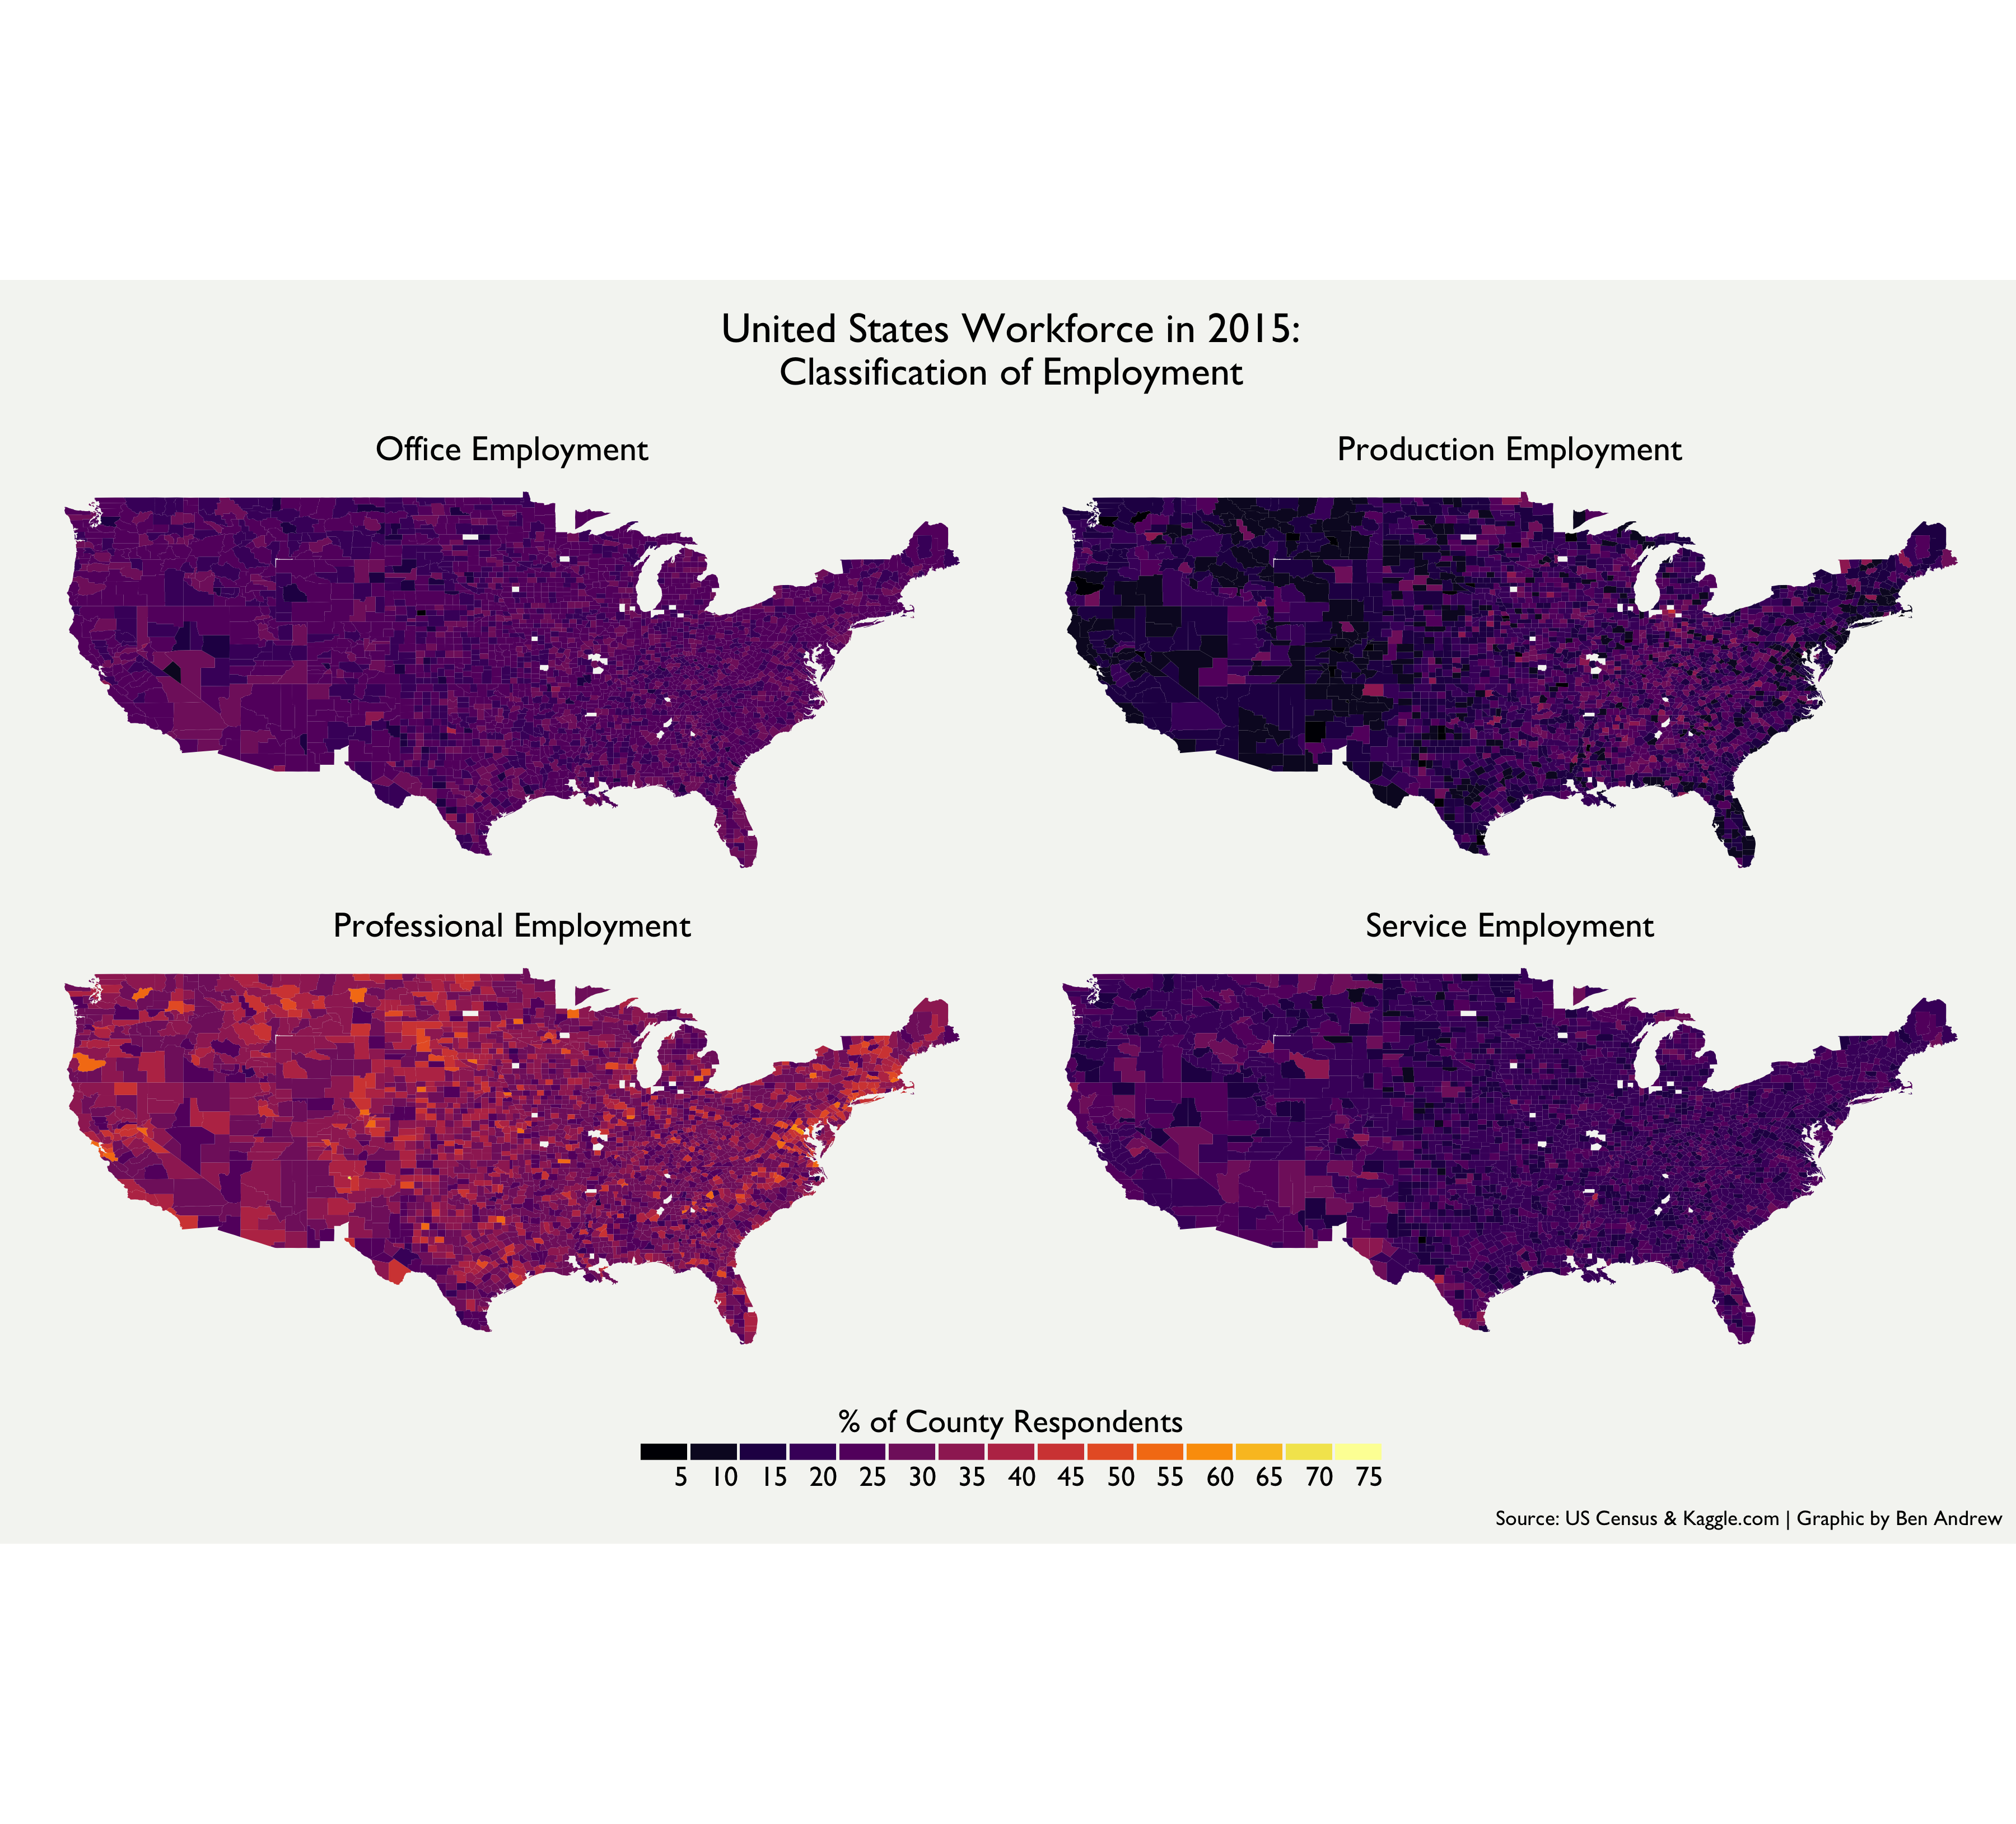 United States Workforce in 2015:
Classification of Employment
Office Employment
Production Employment
Professional Employment
Service Employment
% of County Respondents
5 10 15 20 25 30 35 40 45 50 55 60 65 70 75
Source: US Census & Kaggle.com | Graphic by Ben Andrew